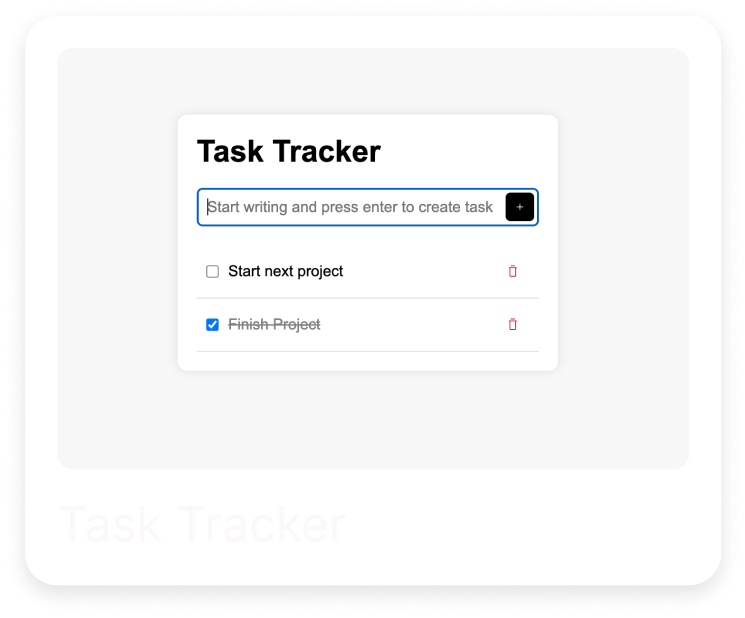 Task Tracker
Start writing and press enter to create task +
Start next project
Finish Project
Task Tracker